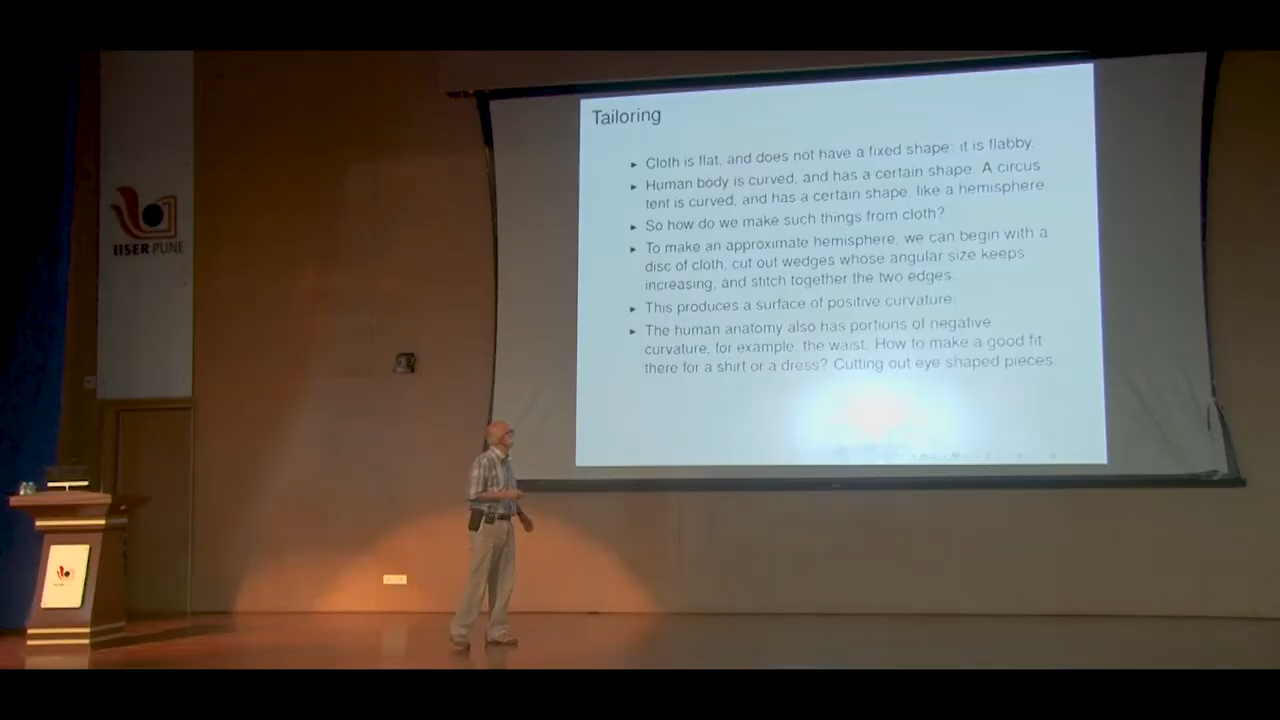 Tailoring
Cloth is flat, and does not have a fixed shape: it is flabby.
Human body is curved, and has a certain shape. A circus
tent is curved, and has a certain shape, like a hemisphere.
So how do we make such things from cloth?
To make an approximate hemisphere, we can begin with a
disc of cloth, cut out wedges whose angular size keeps
increasing, and stitch together the two edges.
This produces a surface of positive curvature.
The human anatomy also has portions of negative
curvature, for example, the waist. How to make a good fit
there for a shirt or a dress? Cutting out eye shaped pieces.
IISER PUNE